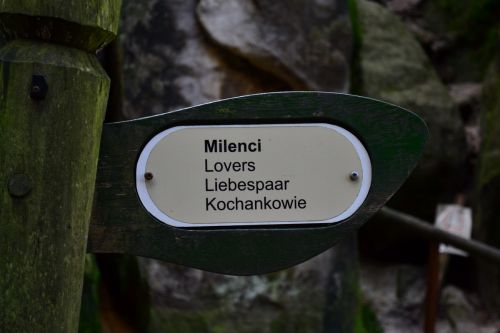 Milenci
Lovers
Liebespaar
Kochankowie